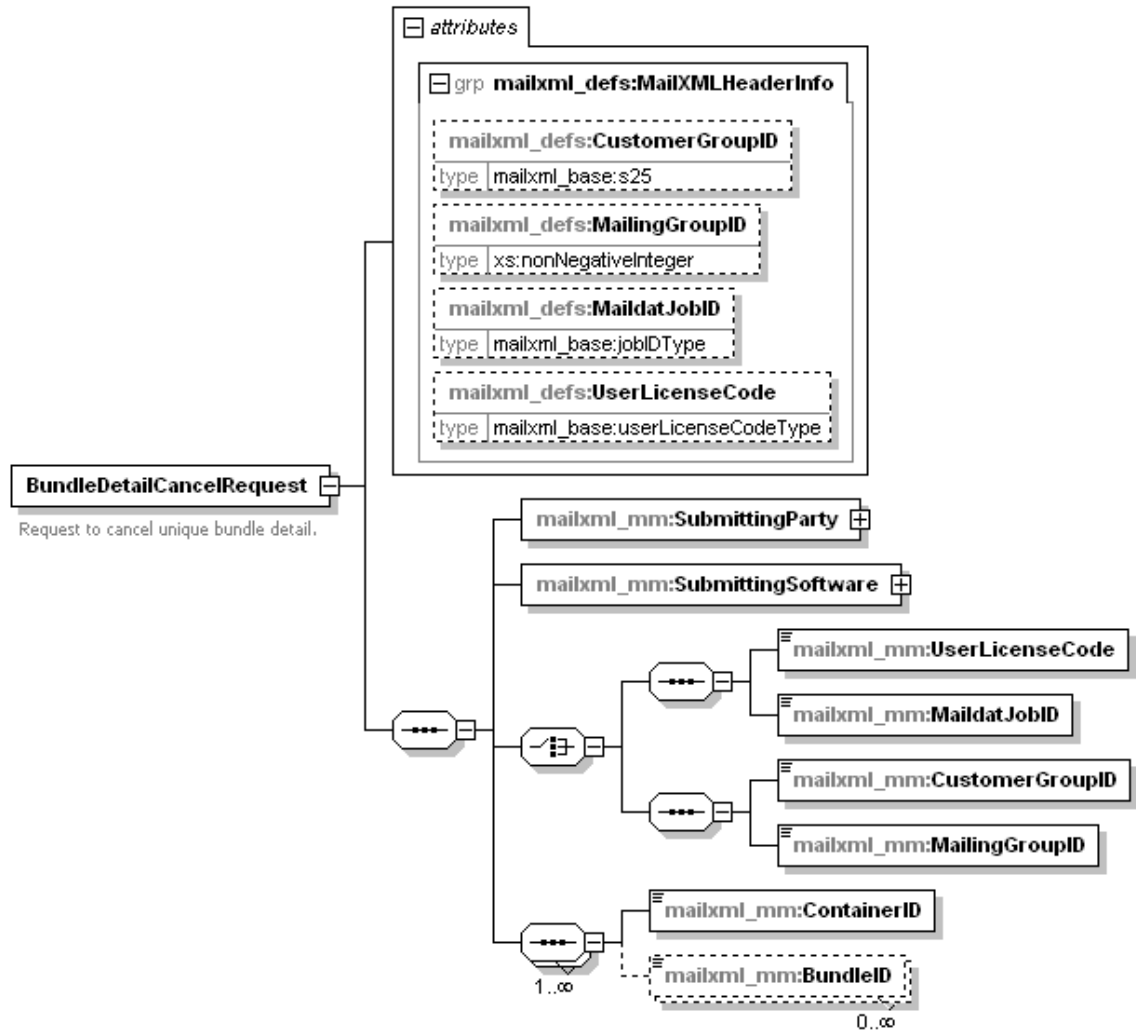 attributes
grp mailxml_defs:MailXMLHeaderInfo
mailxml_defs:CustomerGroupID
type mailxml_base:s25
mailxml_defs:MailingGroupID
type xs:nonNegativeInteger
mailxml_defs:MaildatJobID
type mailxml_base:jobIDType
mailxml_defs:UserLicenseCode
type mailxml_base:userLicenseCodeType
BundleDetailCancelRequest
Request to cancel unique bundle detail.
mailxml_mm:SubmittingParty
mailxml_mm:SubmittingSoftware
mailxml_mm:UserLicenseCode
mailxml_mm:MaildatJobID
mailxml_mm:CustomerGroupID
mailxml_mm:MailingGroupID
mailxml_mm:ContainerID
mailxml_mm:BundleID
1..∞
0..∞